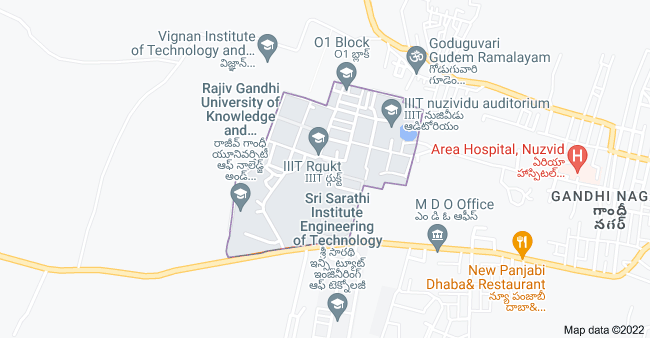 Vignan Institute
of Technology and...
విజ్ఞాన్...
O1 Block
O1 బ్లాక్
Goduguvari
Gudem Ramalayam
గోడుగువారి
గూడెం...
Rajiv Gandhi
University of
Knowledge
and...
రాజీవ్ గాంధీ
యూనివర్సిటీ
ఆఫ్ నాలెడ్జ్
అండ్...
IIIT nuzividu auditorium
IIIT నుజివీడు
ఆడిటోరియం
IIIT Rgukt
IIIT ర్గుక్ట్
Area Hospital, Nuzvid
ఏరియా
హాస్పిటల్...
Sri Sarathi
Institute
Engineering
of Technology
శ్రీ సారథి
ఇన్స్టిట్యూట్
ఇంజినీరింగ్
ఆఫ్ టెక్నోలజీ
M D O Office
ఎం డి ఓ ఆఫీస్
GANDHI NAG
గాంధీ
నగర్
New Panjabi
Dhaba& Restaurant
న్యూ పంజాబీ
దాబా&...
Map data ©2022